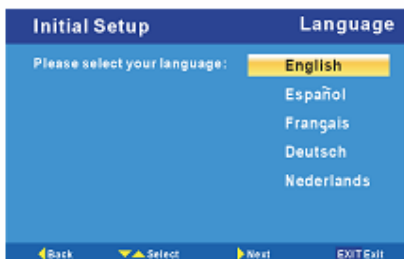 Initial Setup Language
Please select your language: English
Español
Français
Deutsch
Nederlands
Back Select Next EXIT Exit